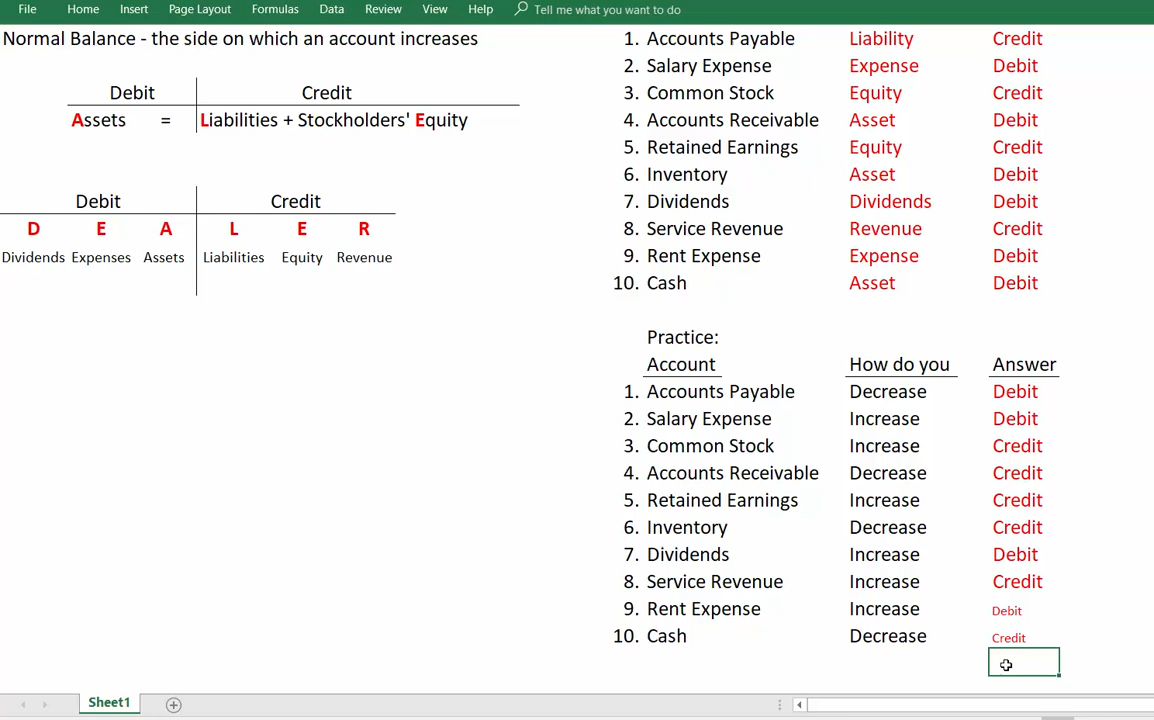 File Home Insert Page Layout Formulas Data Review View Help Tell me what you want to do
Normal Balance - the side on which an account increases
Debit Credit
Assets = Liabilities + Stockholders' Equity
Debit Credit
D E A L E R
Dividends Expenses Assets Liabilities Equity Revenue
1. Accounts Payable Liability Credit
2. Salary Expense Expense Debit
3. Common Stock Equity Credit
4. Accounts Receivable Asset Debit
5. Retained Earnings Equity Credit
6. Inventory Asset Debit
7. Dividends Dividends Debit
8. Service Revenue Revenue Credit
9. Rent Expense Expense Debit
10. Cash Asset Debit
Practice:
Account How do you Answer
1. Accounts Payable Decrease Debit
2. Salary Expense Increase Debit
3. Common Stock Increase Credit
4. Accounts Receivable Decrease Credit
5. Retained Earnings Increase Credit
6. Inventory Decrease Credit
7. Dividends Increase Debit
8. Service Revenue Increase Credit
9. Rent Expense Increase Debit
10. Cash Decrease Credit
Sheet1